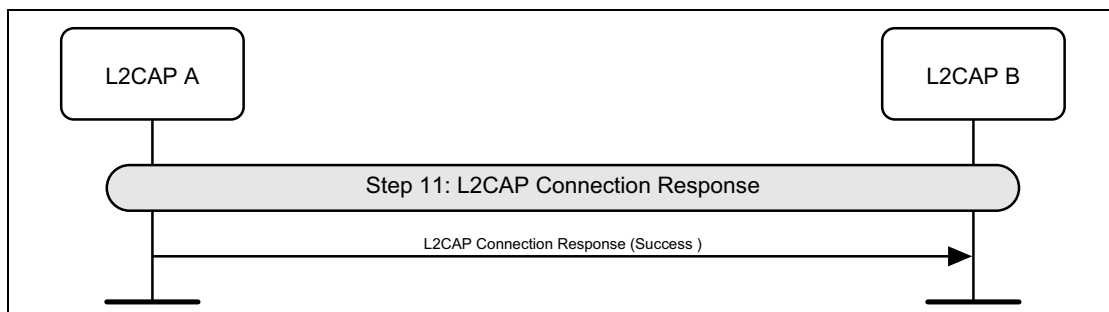 L2CAP A
L2CAP B
Step 11: L2CAP Connection Response
L2CAP Connection Response (Success )